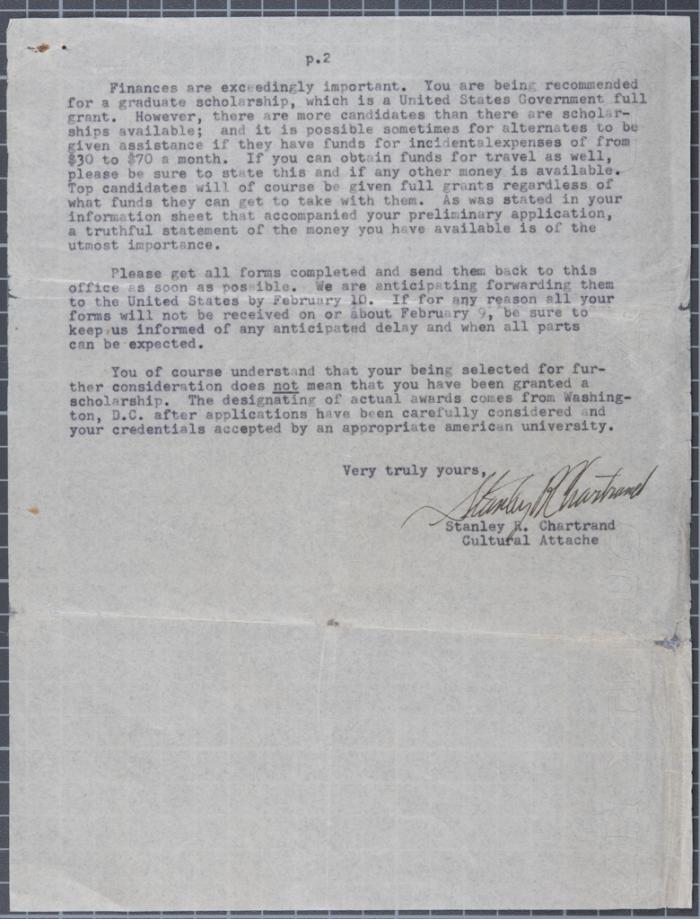 p.2
Finances are exceedingly important. You are being recommended
for a graduate scholarship, which is a United States Government full
grant. However, there are more candidates than there are scholar-
ships available; and it is possible sometimes for alternates to be
given assistance if they have funds for incidentalexpenses of from
$30 to $70 a month. If you can obtain funds for travel as well,
please be sure to state this and if any other money is available.
Top candidates will of course be given full grants regardless of
what funds they can get to take with them. As was stated in your
information sheet that accompanied your preliminary application,
a truthful statement of the money you have available is of the
utmost importance.
Please get all forms completed and send them back to this
office as soon as possible. We are anticipating forwarding them
to the United States by February 10. If for any reason all your
forms will not be received on or about February 9, be sure to
keep us informed of any anticipated delay and when all parts
can be expected.
You of course understand that your being selected for fur-
ther consideration does not mean that you have been granted a
scholarship. The designating of actual awards comes from Washing-
ton, D.C. after applications have been carefully considered and
your credentials accepted by an appropriate american university.
Very truly yours,
Stanley R Chartrand
Stanley R. Chartrand
Cultural Attache